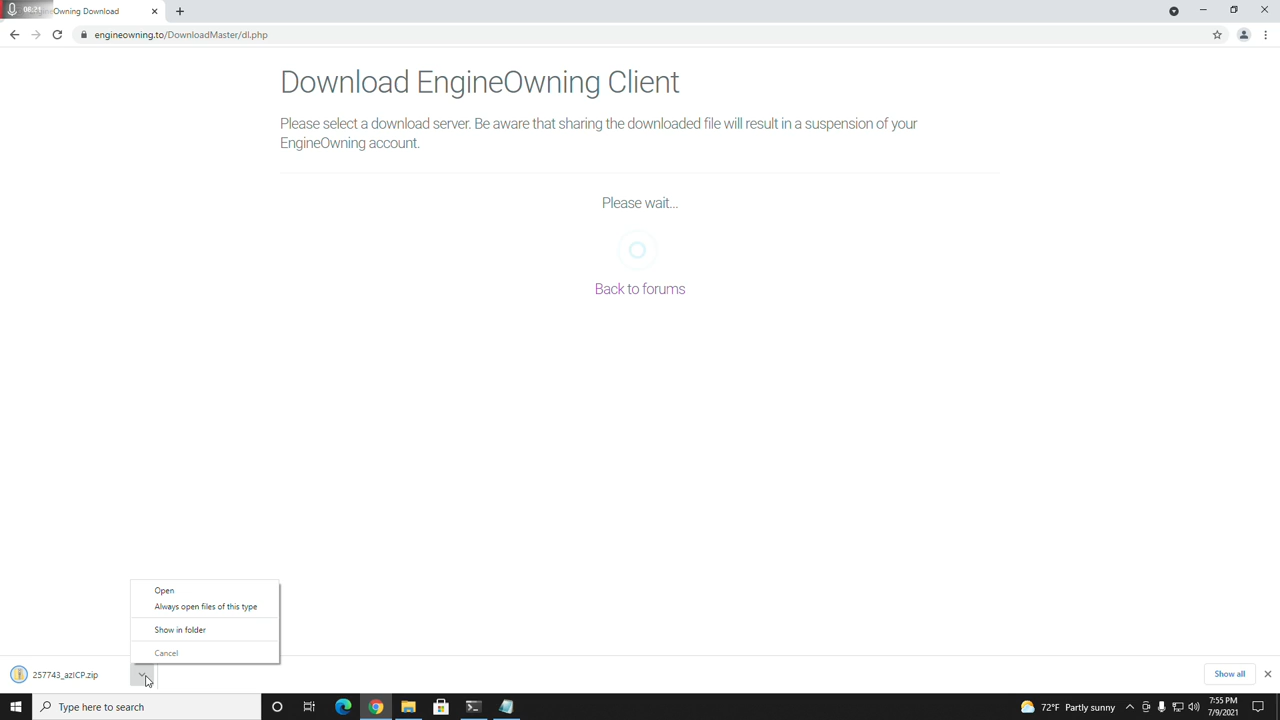 08:21
ineOwning Download
engineowning.to/DownloadMaster/dl.php
Download EngineOwning Client
Please select a download server. Be aware that sharing the downloaded file will result in a suspension of your
EngineOwning account.
Please wait...
Back to forums
Open
Always open files of this type
Show in folder
Cancel
257743_azICP.zip
Show all
Type here to search
72°F Partly sunny
7:55 PM
7/9/2021